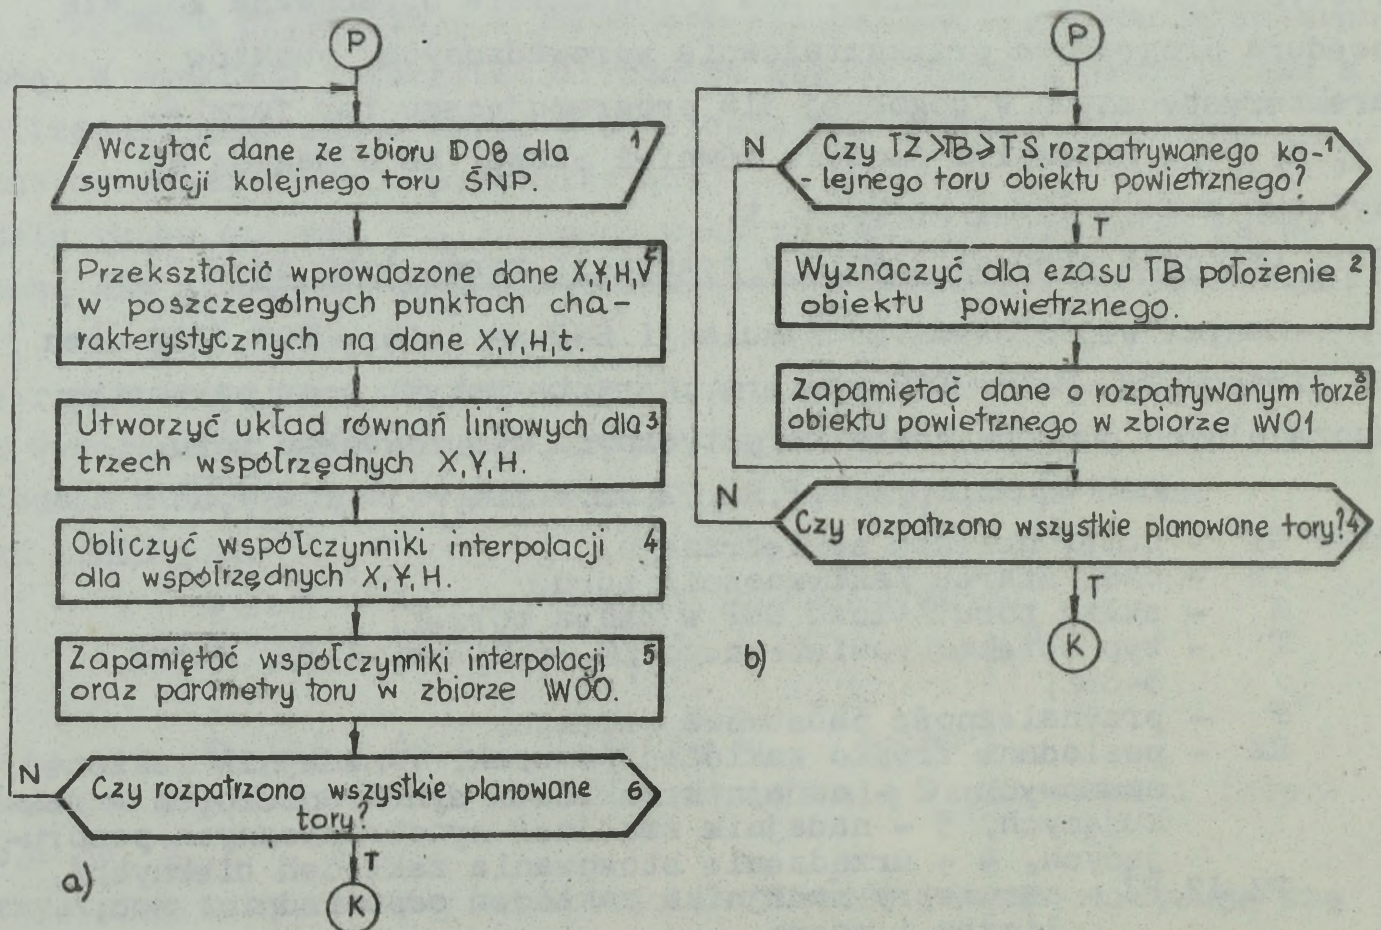 P
Wczytać dane ze zbioru D08 dla 1
symulacji kolejnego toru ŚNP.
Przekształcić wprowadzone dane X,Y,H,V 2
w poszczególnych punktach cha-
rakterystycznych na dane X,Y,H,t.
Utworzyć układ równań liniowych dla 3
trzech współrzędnych X,Y,H.
Obliczyć współczynniki interpolacji 4
dla współrzędnych X,Y,H.
Zapamiętać współczynniki interpolacji 5
oraz parametry toru w zbiorze W00.
N
Czy rozpatrzono wszystkie planowane 6
tory?
T
a)
K
P
N
Czy TZ>TB≥TS rozpatrywanego ko- 1
-lejnego toru obiektu powietrznego?
T
Wyznaczyć dla ezasu TB położenie 2
obiektu powietrznego.
Zapamiętać dane o rozpatrywanym torze 3
obiektu powietrznego w zbiorze W01
N
Czy rozpatrzono wszystkie planowane tory? 4
T
b)
K